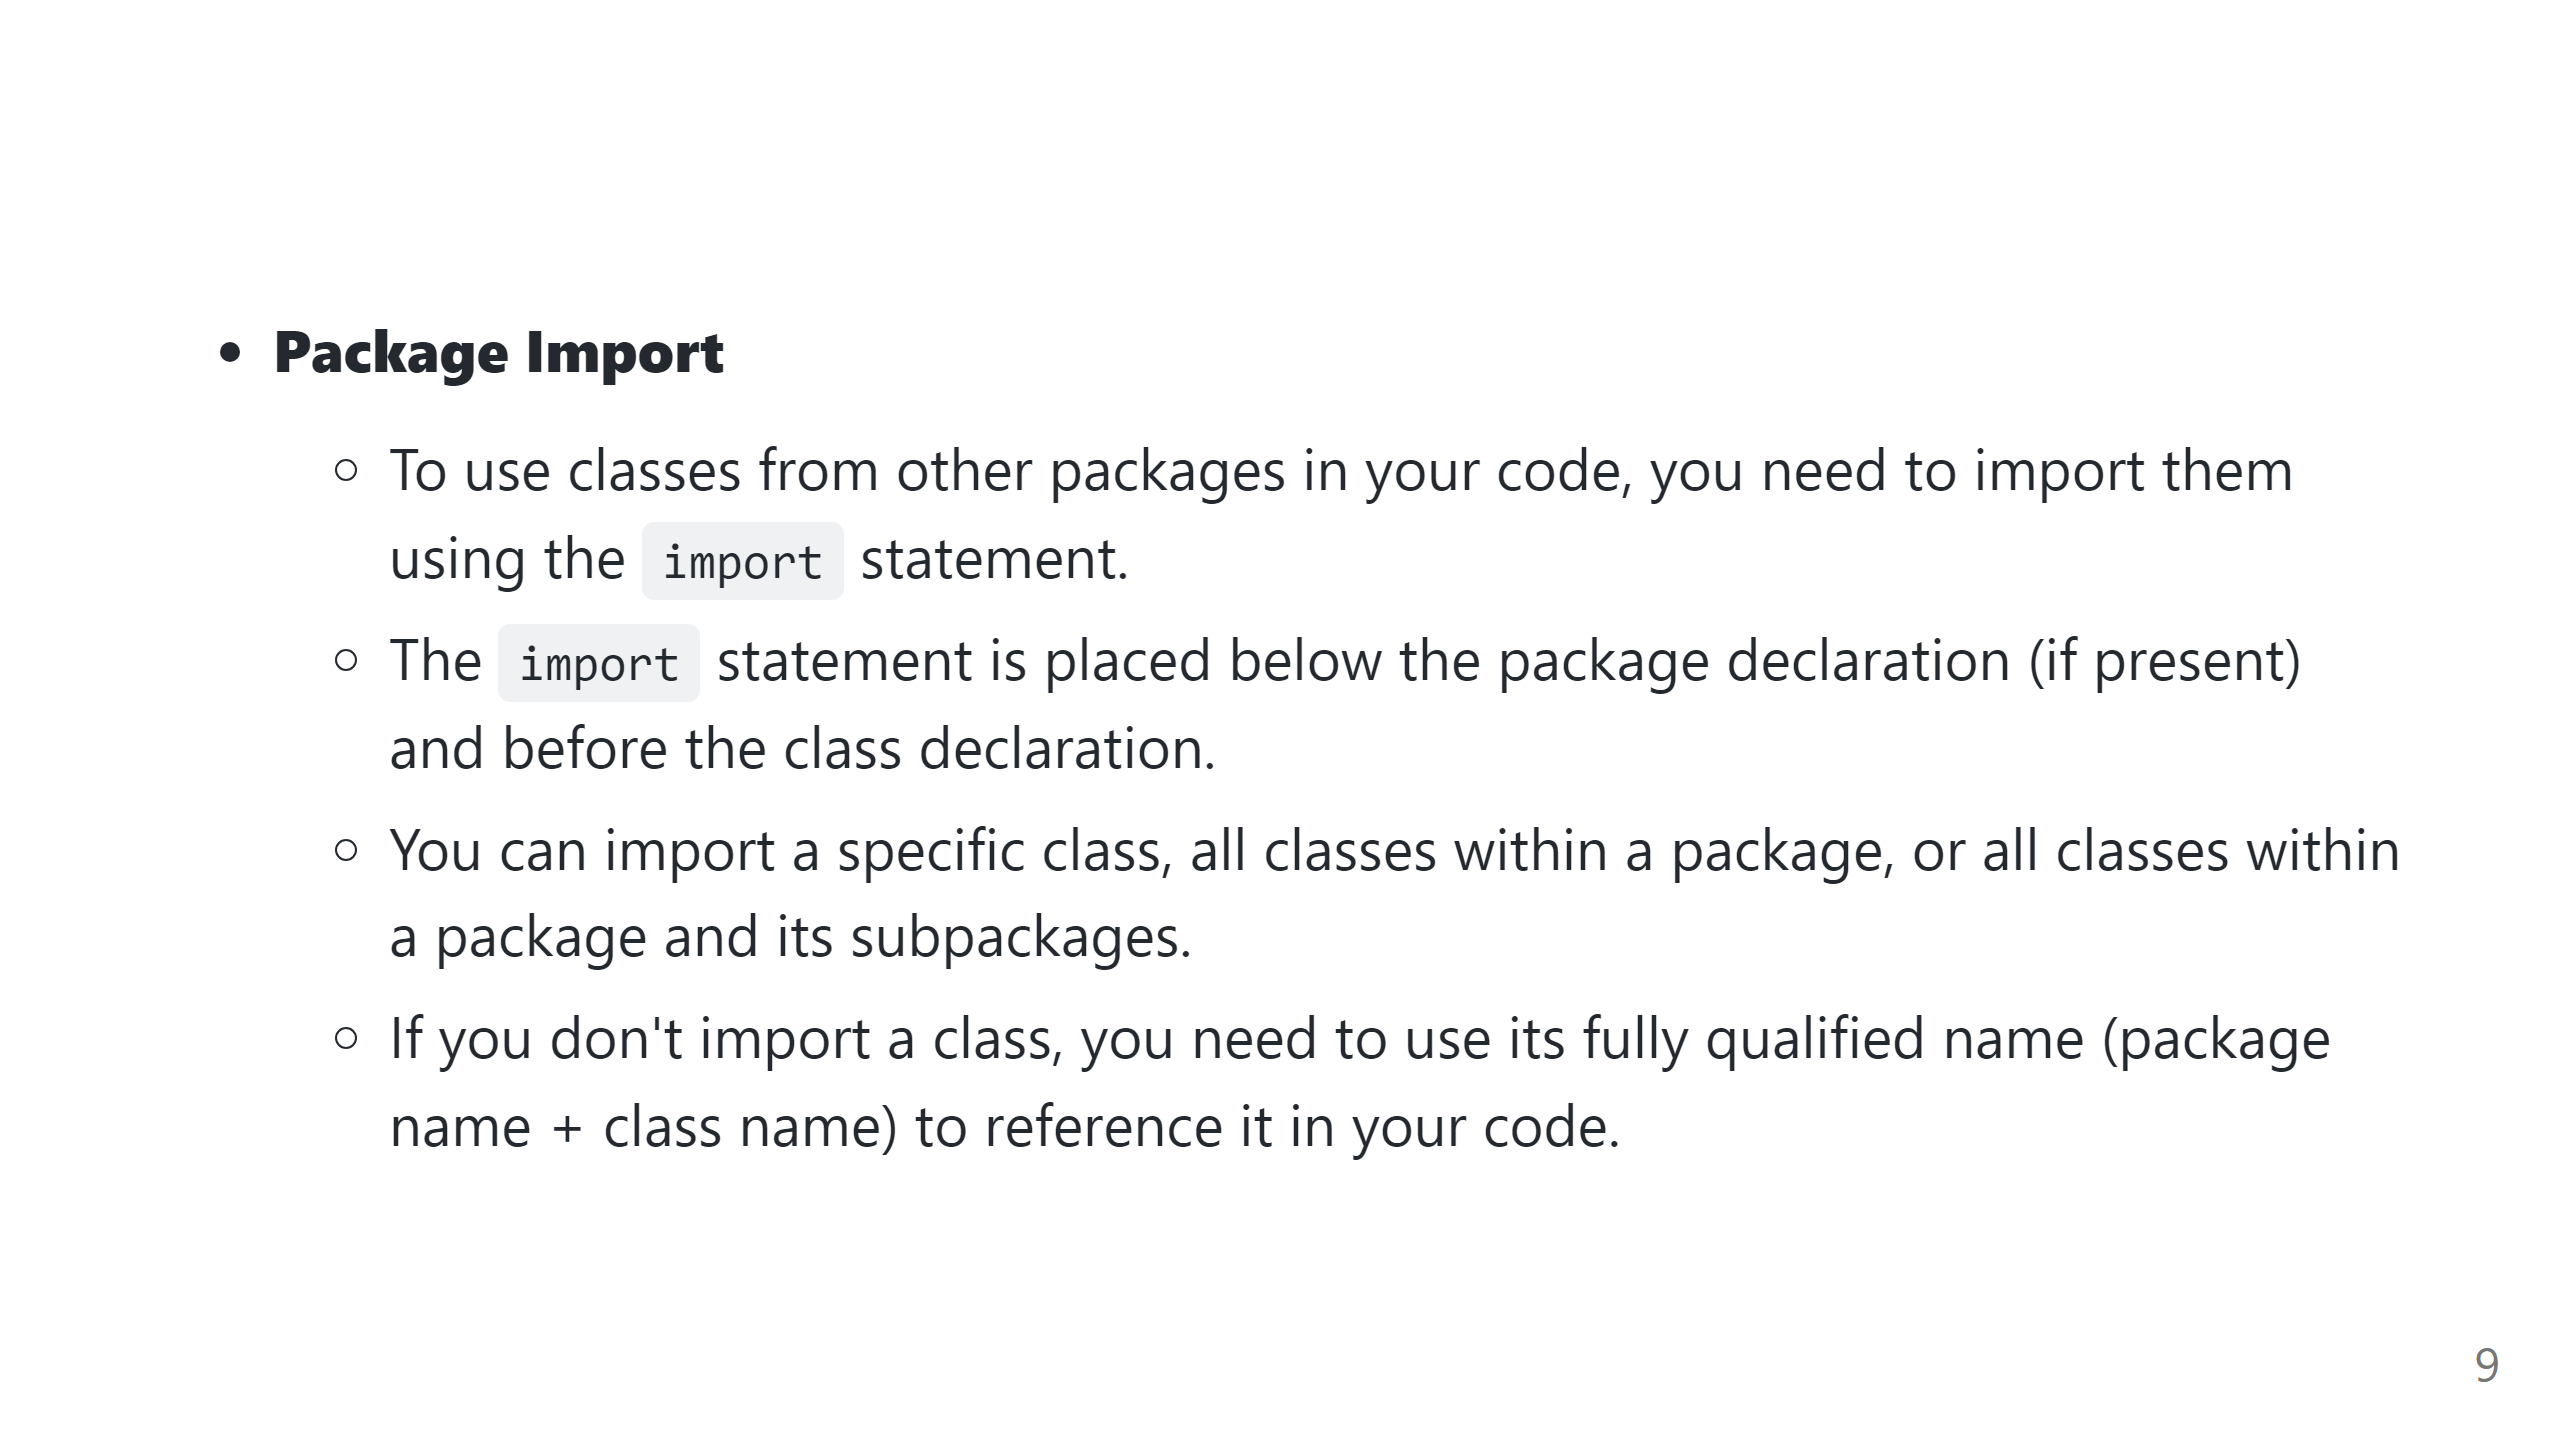 • Package Import
○ To use classes from other packages in your code, you need to import them
using the import statement.
○ The import statement is placed below the package declaration (if present)
and before the class declaration.
○ You can import a specific class, all classes within a package, or all classes within
a package and its subpackages.
○ If you don't import a class, you need to use its fully qualified name (package
name + class name) to reference it in your code.
9